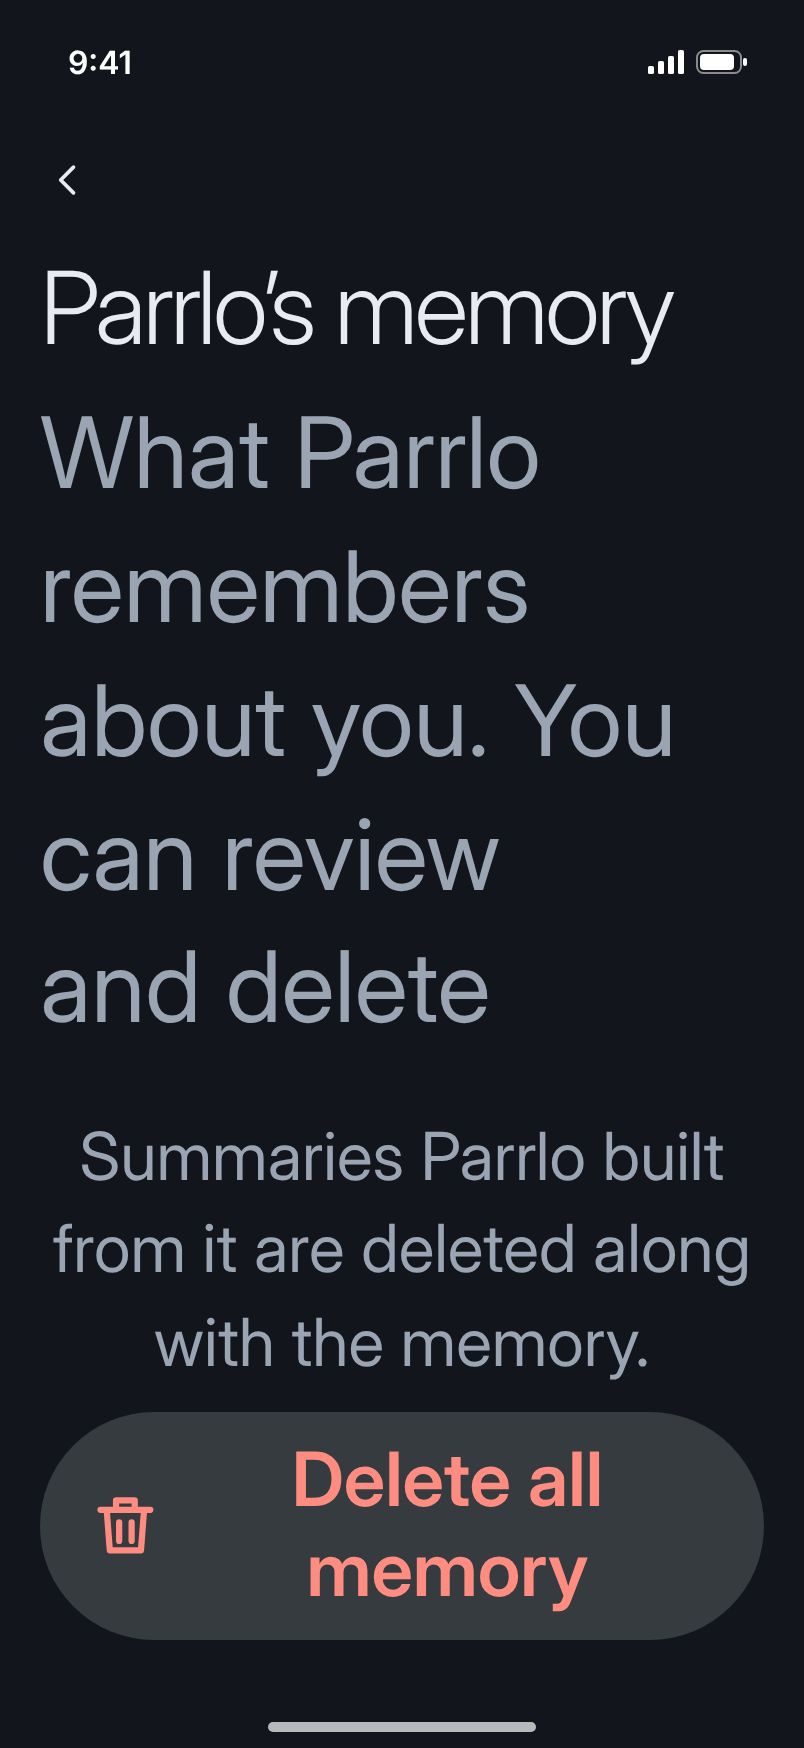 9:41
Parrlo’s memory
What Parrlo
remembers
about you. You
can review
and delete
Summaries Parrlo built
from it are deleted along
with the memory.
Delete all
memory